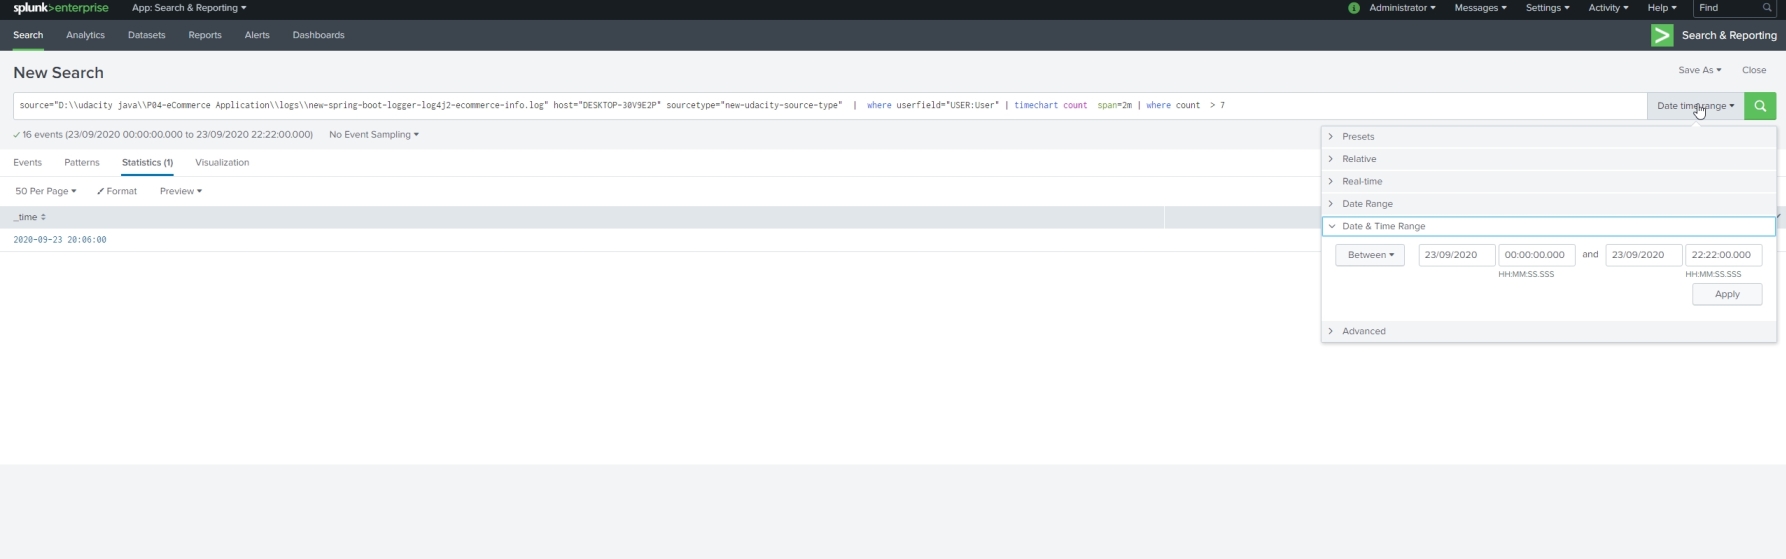 splunk>enterprise App: Search & Reporting Administrator Messages Settings Activity Help Find
Search Analytics Datasets Reports Alerts Dashboards Search & Reporting
New Search Save As Close
source="D:\\udacity java\\P04-eCommerce Application\\logs\\new-spring-boot-logger-log4j2-ecommerce-info.log" host="DESKTOP-30V9E2P" sourcetype="new-udacity-source-type" | where userfield="USER:User" | timechart count span=2m | where count > 7 Date time range
16 events (23/09/2020 00:00:00.000 to 23/09/2020 22:22:00.000) No Event Sampling
Events Patterns Statistics (1) Visualization
50 Per Page Format Preview
_time
2020-09-23 20:06:00
Presets
Relative
Real-time
Date Range
Date & Time Range
Between 23/09/2020 00:00:00.000 and 23/09/2020 22:22:00.000
HH:MM:SS.SSS HH:MM:SS.SSS
Apply
Advanced